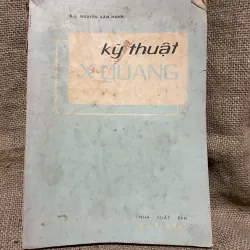 B.S. NGUYỄN VĂN HANH
kỹ thuật
X QUANG
NHÀ XUẤT BẢN